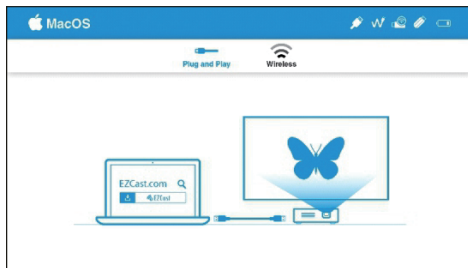 MacOS
Plug and Play
Wireless
EZCast.com
EZCast